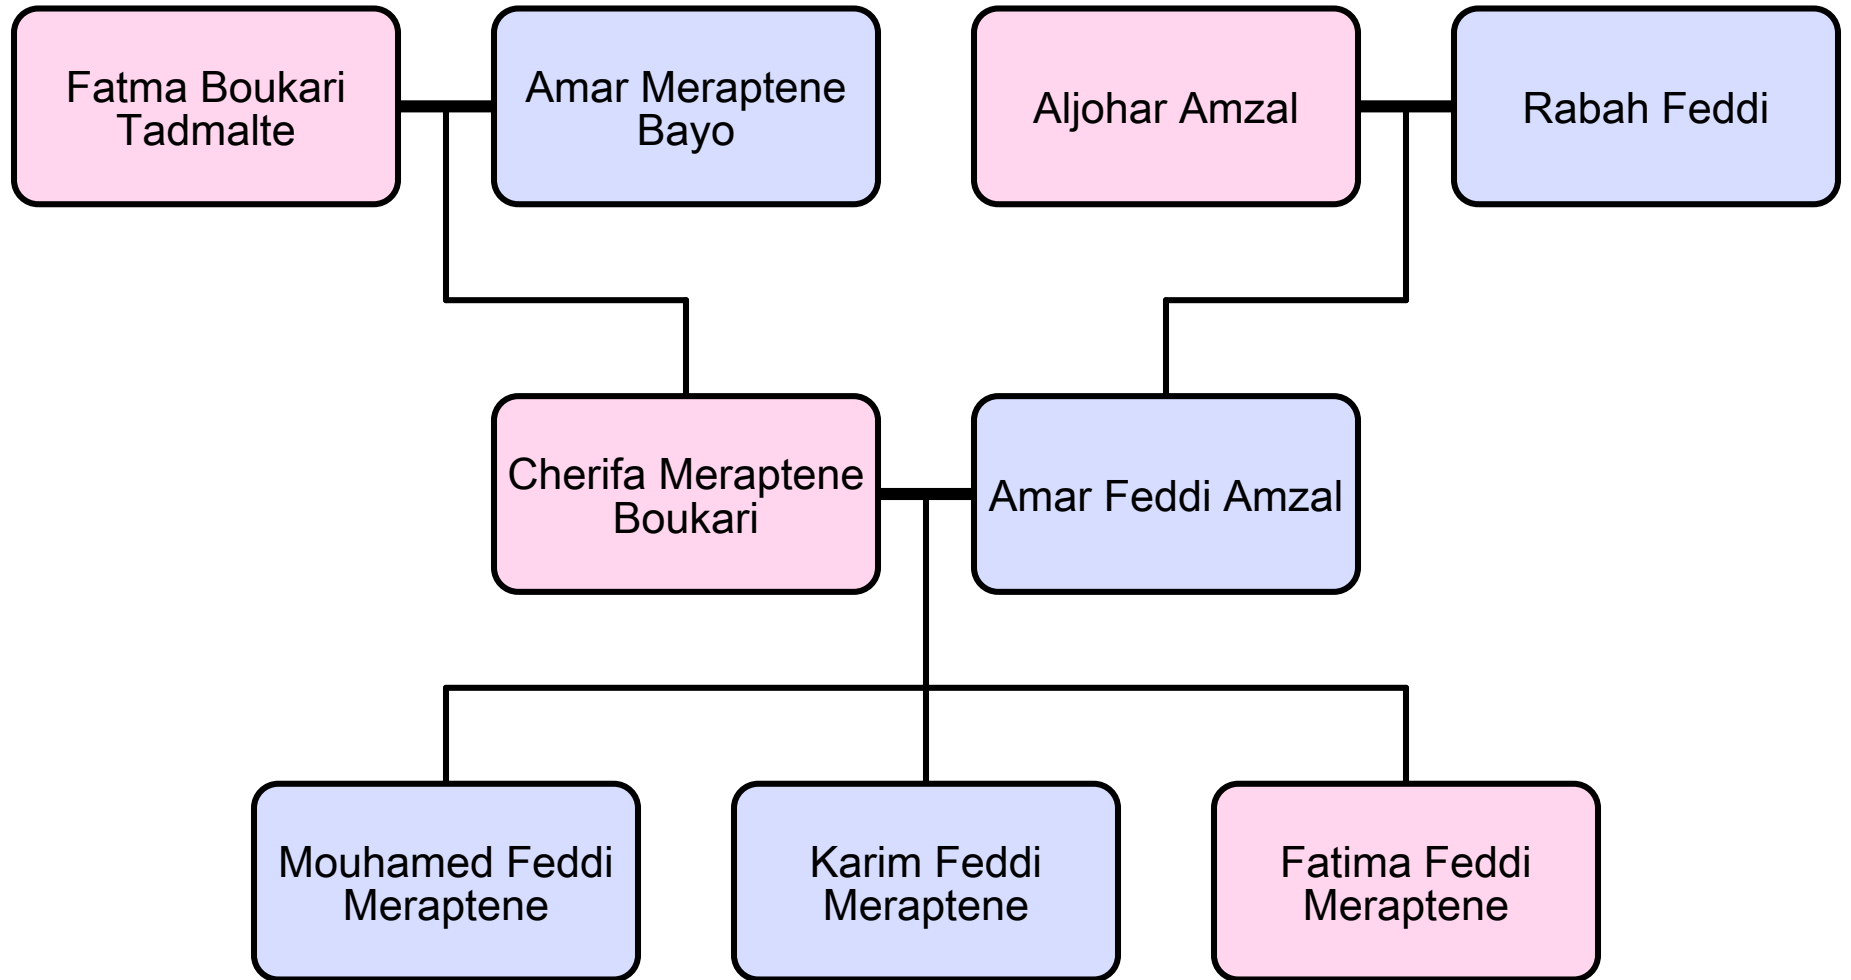 Fatma Boukari
Tadmalte
Amar Meraptene
Bayo
Aljohar Amzal
Rabah Feddi
Cherifa Meraptene
Boukari
Amar Feddi Amzal
Mouhamed Feddi
Meraptene
Karim Feddi
Meraptene
Fatima Feddi
Meraptene